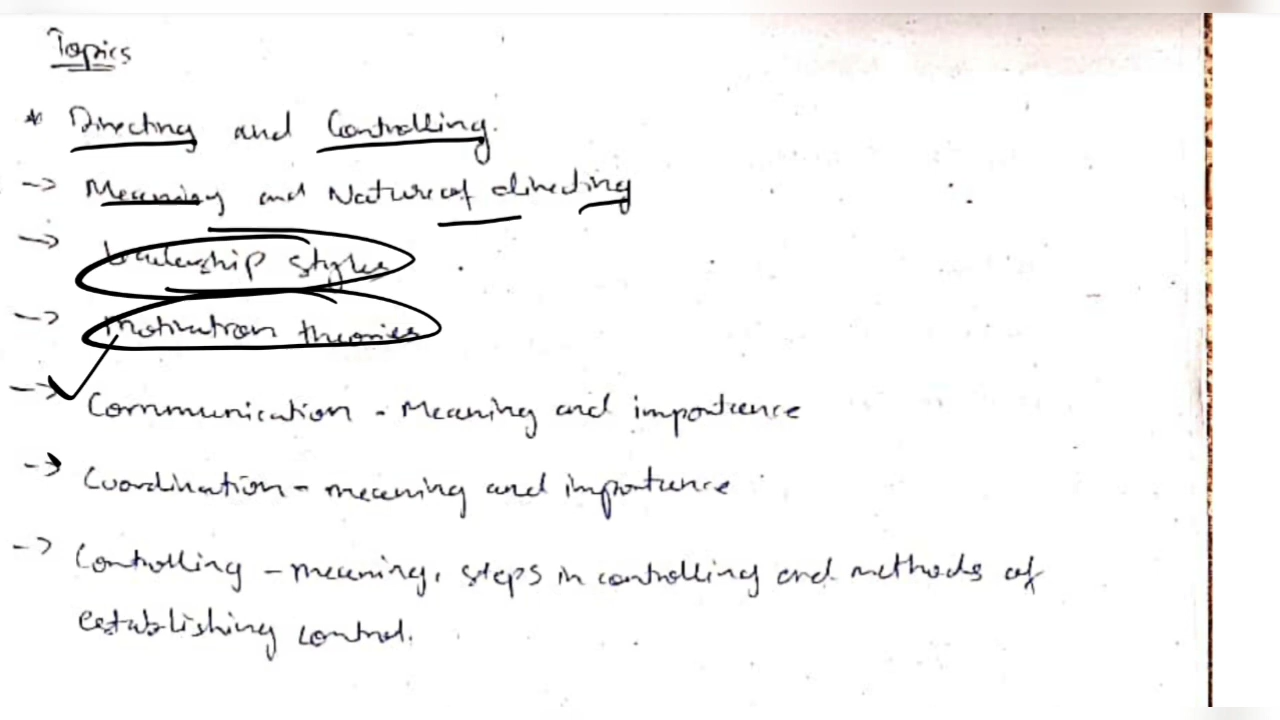 Topics
* Directing and Controlling.
-> Meaning and Nature of directing
-> Leadership styles
-> Motivation theories
-> Communication - Meaning and importance
-> Coordination - meaning and importance
-> Controlling - meaning, steps in controlling and methods of
establishing control.